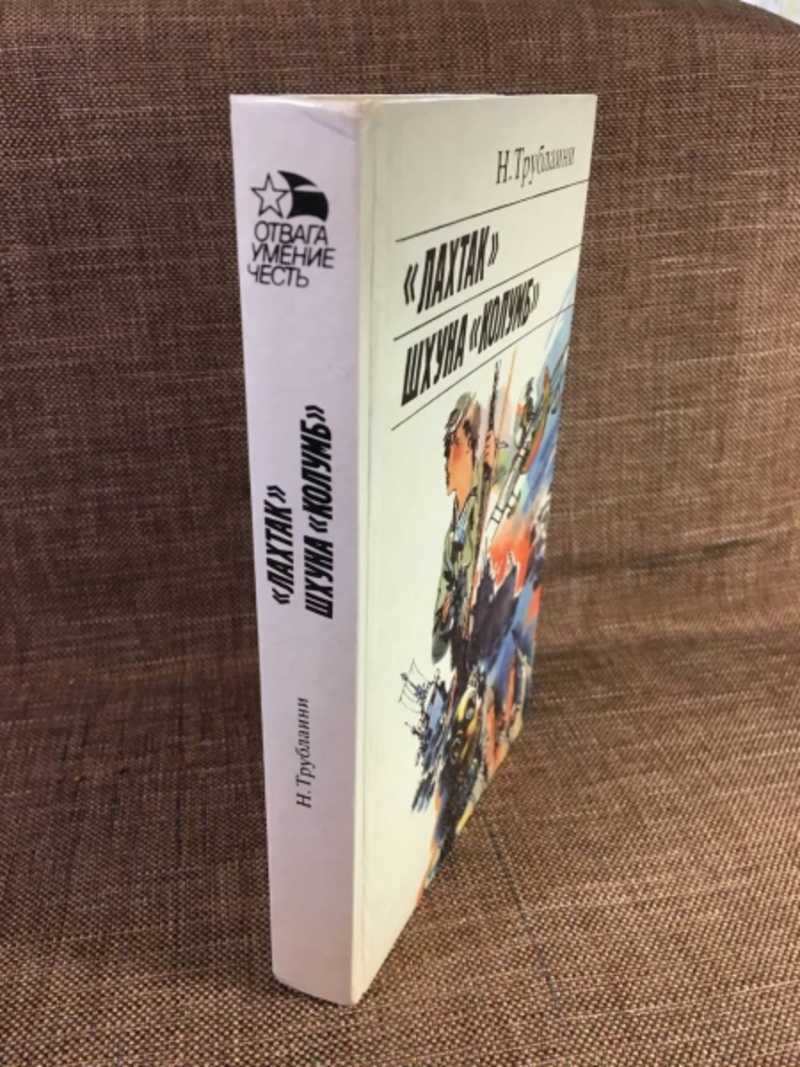 ОТВАГА
УМЕНИЕ
ЧЕСТЬ
«ЛАХТАК»
ШХУНА «КОЛУМБ»
Н. Трублаини
Н. Трублаини
«ЛАХТАК»
ШХУНА «КОЛУМБ»